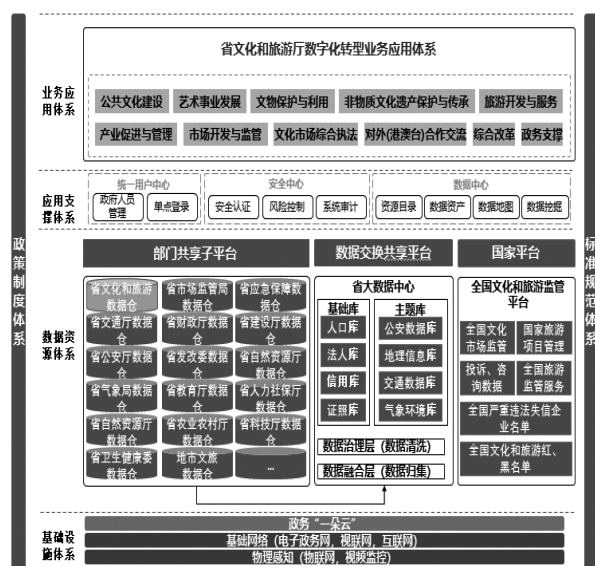 省文化和旅游厅数字化转型业务应用体系
业务应
用体系
公共文化建设 艺术事业发展 文物保护与利用 非物质文化遗产保护与传承 旅游开发与服务
产业促进与管理 市场开发与监管 文化市场综合执法 对外(港澳台)合作交流 综合改革 政务支撑
应用支
撑体系
统一用户中心 安全中心 数据中心
政府人员
管理
单点登录 安全认证 风险控制 系统审计 资源目录 数据资产 数据地图 数据挖掘
政策制度体系
标准规范体系
数据资
源体系
部门共享子平台 数据交换共享平台 国家平台
省文化和旅游
数据仓
省市场监管局
数据仓
省应急保障数
据仓
省交通厅数据
仓
省财政厅数据
仓
省建设厅数据
仓
省公安厅数据
仓
省发改委数据
仓
省自然资源厅
数据仓
省气象局数据
仓
省教育厅数据
仓
省人力社保厅
数据仓
省自然资源厅
数据仓
省农业农村厅
数据仓
省科技厅数据
仓
省卫生健康委
数据仓
地市文旅
数据仓
...
省大数据中心
基础库 主题库
人口库 公安数据库
法人库 地理信息库
信用库 交通数据库
证照库 气象环境库
数据治理层（数据清洗）
数据融合层（数据归集）
全国文化和旅游监管
平台
全国文化
市场监管
国家旅游
项目管理
投诉、咨
询数据
全国旅游
监管服务
全国严重违法失信企
业名单
全国文化和旅游红、
黑名单
基础设
施体系
政务“一朵云”
基础网络（电子政务网，视联网，互联网）
物理感知（物联网，视频监控）